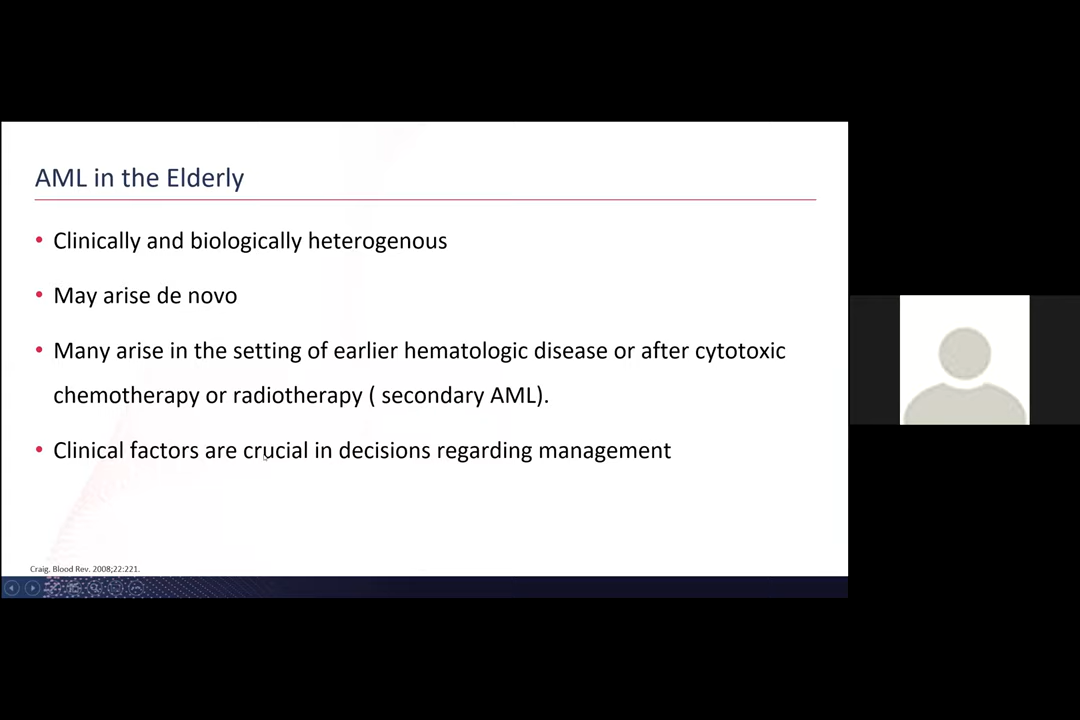 AML in the Elderly
• Clinically and biologically heterogenous
• May arise de novo
• Many arise in the setting of earlier hematologic disease or after cytotoxic
chemotherapy or radiotherapy ( secondary AML).
• Clinical factors are crucial in decisions regarding management
Craig. Blood Rev. 2008;22:221.